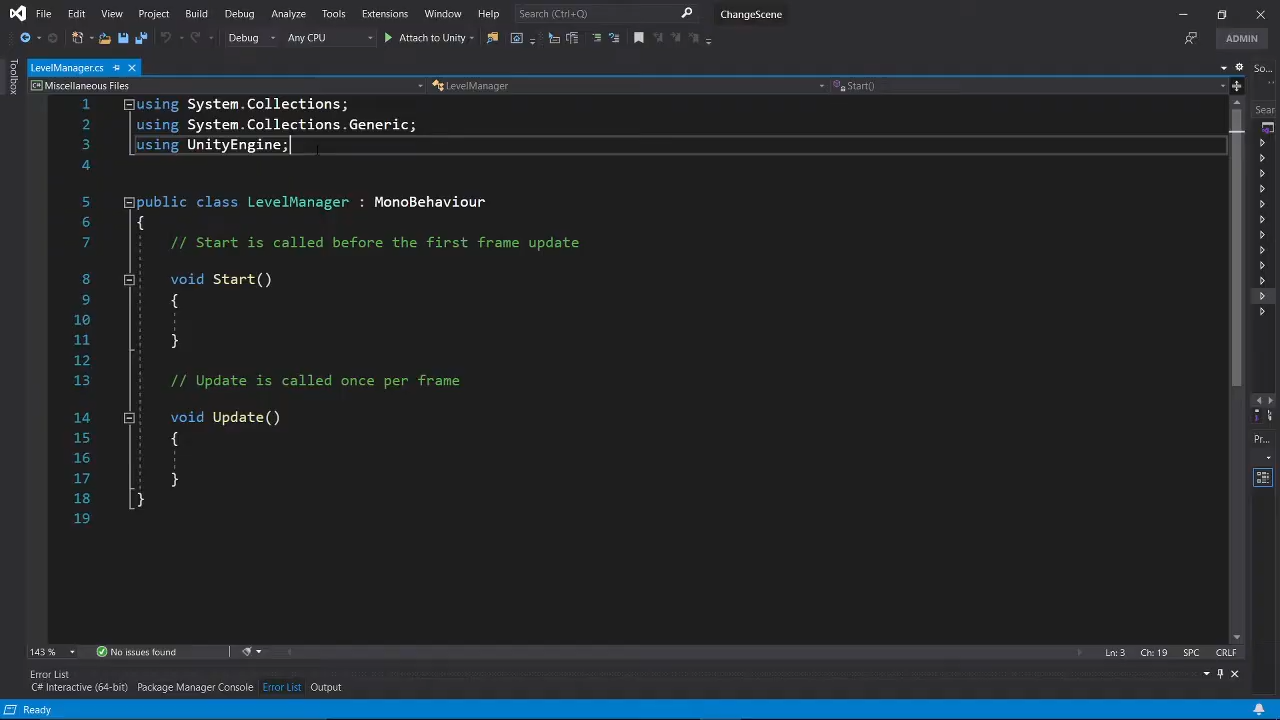 File Edit View Project Build Debug Analyze Tools Extensions Window Help Search (Ctrl+Q) ChangeScene
Debug Any CPU Attach to Unity ADMIN
Toolbox
LevelManager.cs So...
Miscellaneous Files LevelManager Start()
Sear
1 using System.Collections;
2 using System.Collections.Generic;
3 using UnityEngine;
4
5 public class LevelManager : MonoBehaviour
6 {
7 // Start is called before the first frame update
8 void Start()
9 {
10
11 }
12
13 // Update is called once per frame
14 void Update()
15 {
16
17 }
18 }
19
Pr...
143 % No issues found Ln: 3 Ch: 19 SPC CRLF
Error List
C# Interactive (64-bit) Package Manager Console Error List Output
Ready